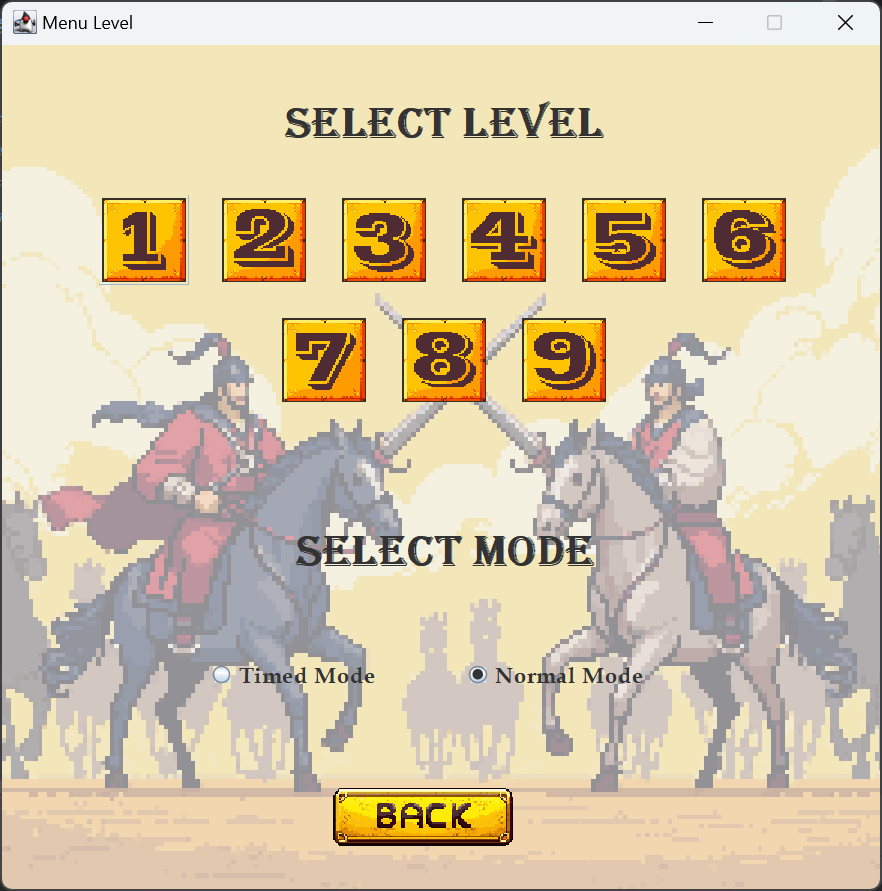 Menu Level
SELECT LEVEL
1 2 3 4 5 6
7 8 9
SELECT MODE
Timed Mode Normal Mode
BACK